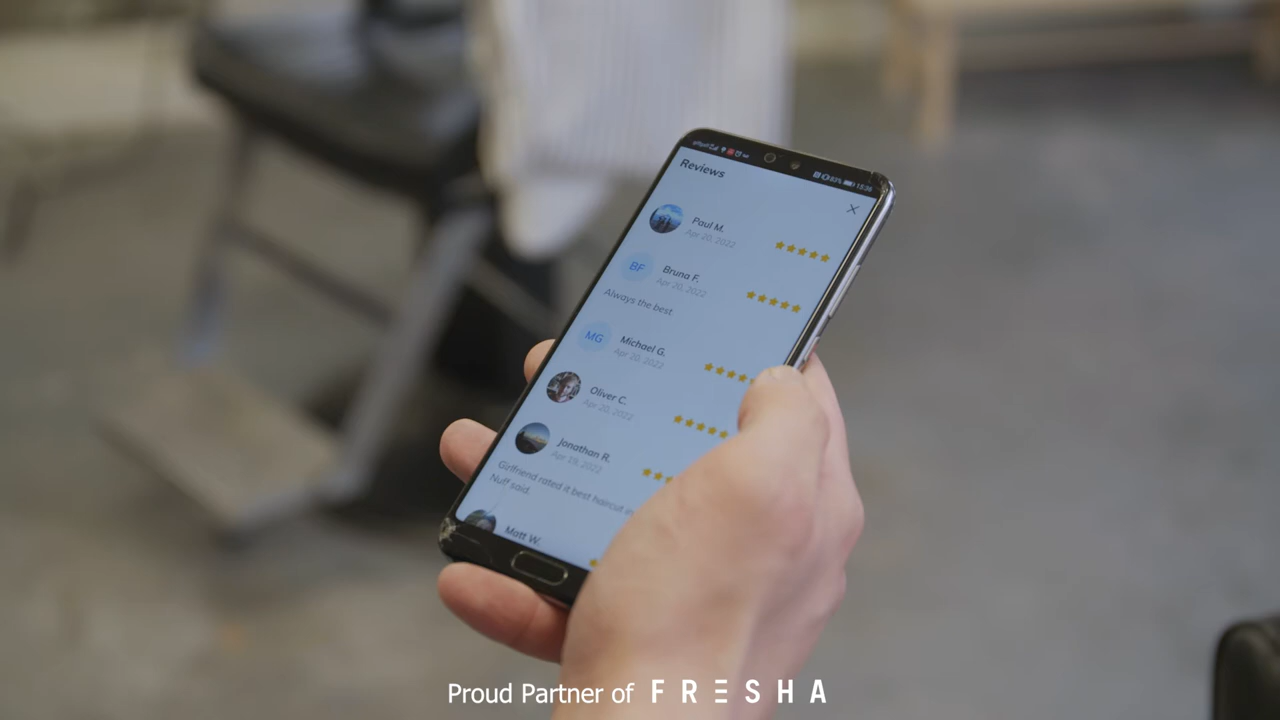 Reviews
Paul M.
Apr 20, 2022
BF
Bruna F.
Apr 20, 2022
Always the best
MG
Michael G.
Apr 20, 2022
Oliver C.
Apr 20, 2022
Jonathan R.
Apr 19, 2022
Girlfriend rated it best haircut
Nuff said.
Matt W.
Proud Partner of FRESHA